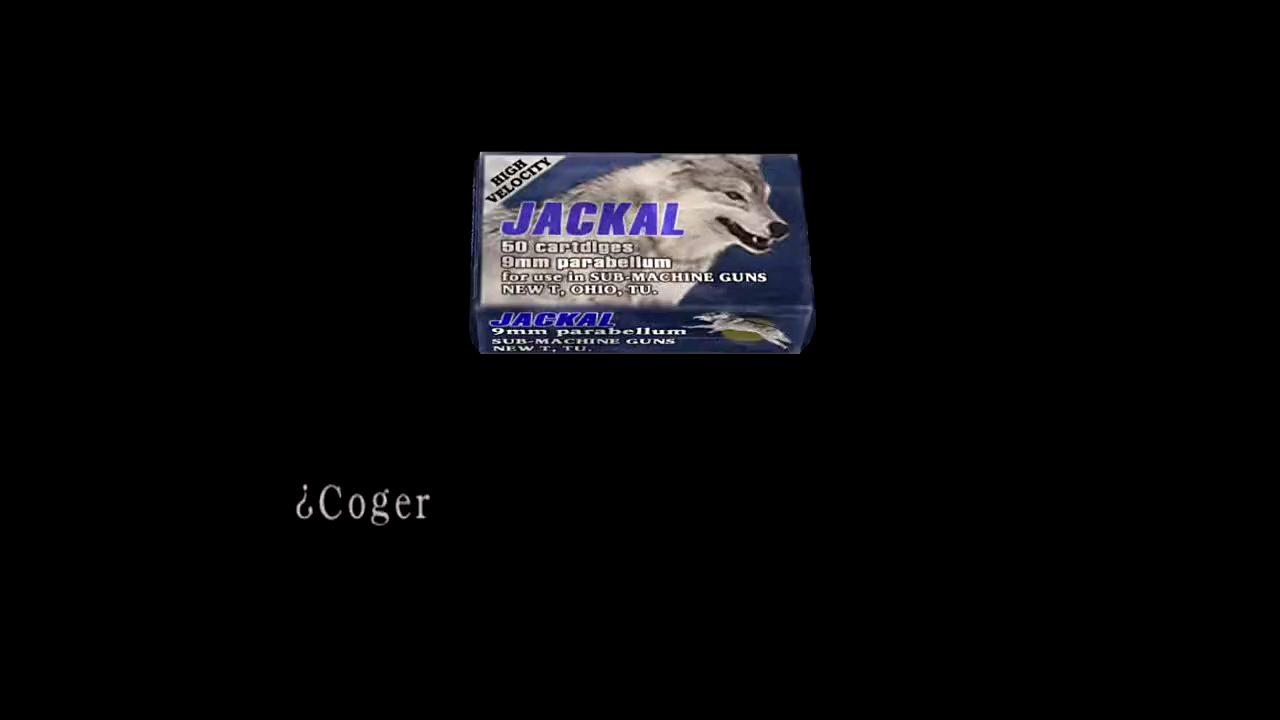 HIGH
VELOCITY
JACKAL
50 cartdiges
9mm parabellum
for use in SUB-MACHINE GUNS
NEW T, OHIO, TU.
JACKAL
9mm parabellum
SUB-MACHINE GUNS
NEW T, TU.
¿Coger